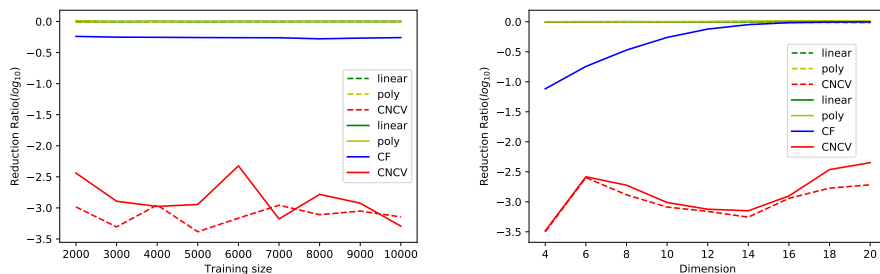 0.0
−0.5
−1.0
−1.5
−2.0
−2.5
−3.0
−3.5
Reduction Ratio(log10)
linear
poly
CNCV
linear
poly
CF
CNCV
2000 3000 4000 5000 6000 7000 8000 9000 10000
Training size
0.0
−0.5
−1.0
−1.5
−2.0
−2.5
−3.0
−3.5
Reduction Ratio(log10)
linear
poly
CNCV
linear
poly
CF
CNCV
4 6 8 10 12 14 16 18 20
Dimension